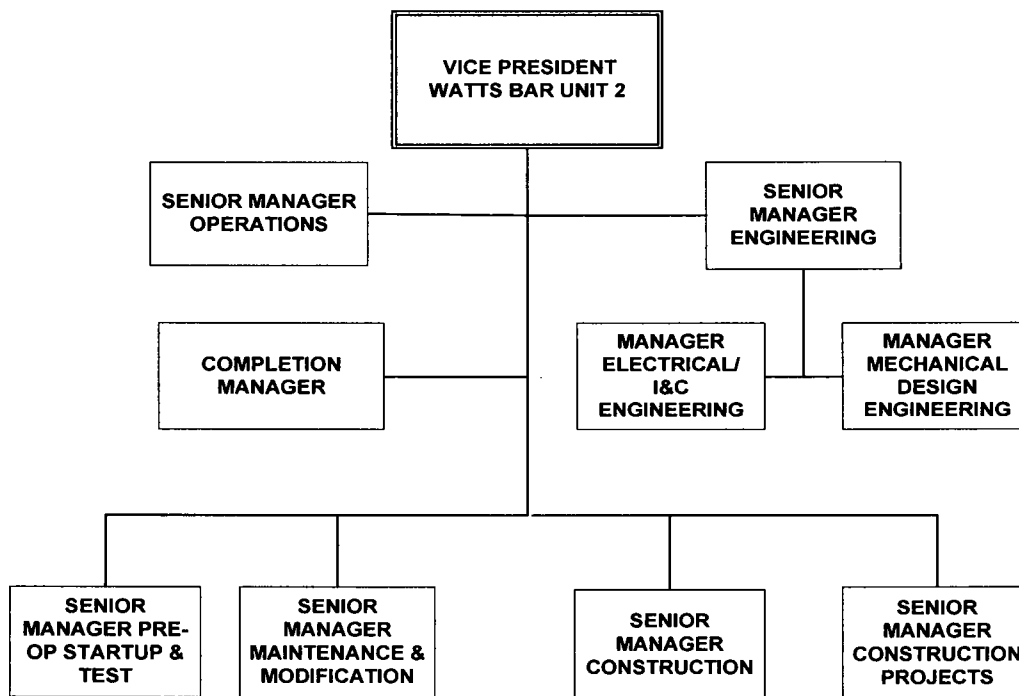 VICE PRESIDENT
WATTS BAR UNIT 2
SENIOR MANAGER
OPERATIONS
SENIOR
MANAGER
ENGINEERING
COMPLETION
MANAGER
MANAGER
ELECTRICAL/
I&C
ENGINEERING
MANAGER
MECHANICAL
DESIGN
ENGINEERING
SENIOR
MANAGER PRE-
OP STARTUP &
TEST
SENIOR
MANAGER
MAINTENANCE &
MODIFICATION
SENIOR
MANAGER
CONSTRUCTION
SENIOR
MANAGER
CONSTRUCTION
PROJECTS